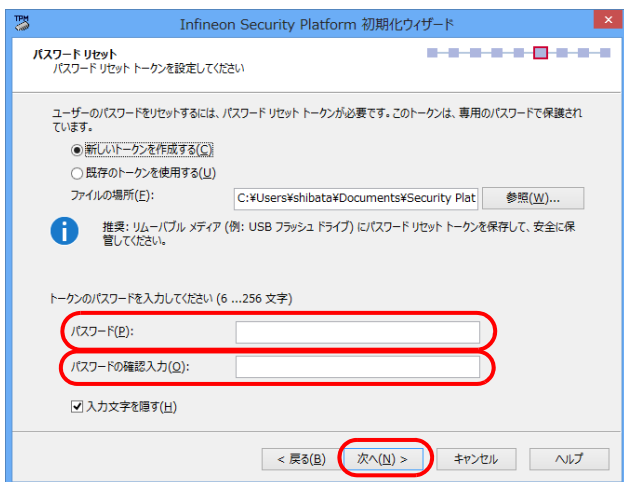 TPM
Infineon Security Platform 初期化ウィザード
パスワード リセット
パスワード リセット トークンを設定してください
ユーザーのパスワードをリセットするには、パスワード リセット トークンが必要です。このトークンは、専用のパスワードで保護され
ています。
新しいトークンを作成する(C)
既存のトークンを使用する(U)
ファイルの場所(F):
C:¥Users¥shibata¥Documents¥Security Plat
参照(W)...
推奨: リムーバブル メディア (例: USB フラッシュ ドライブ) にパスワード リセット トークンを保存して、安全に保
管してください。
トークンのパスワードを入力してください (6 ...256 文字)
パスワード(P):
パスワードの確認入力(O):
入力文字を隠す(H)
< 戻る(B)
次へ(N) >
キャンセル
ヘルプ